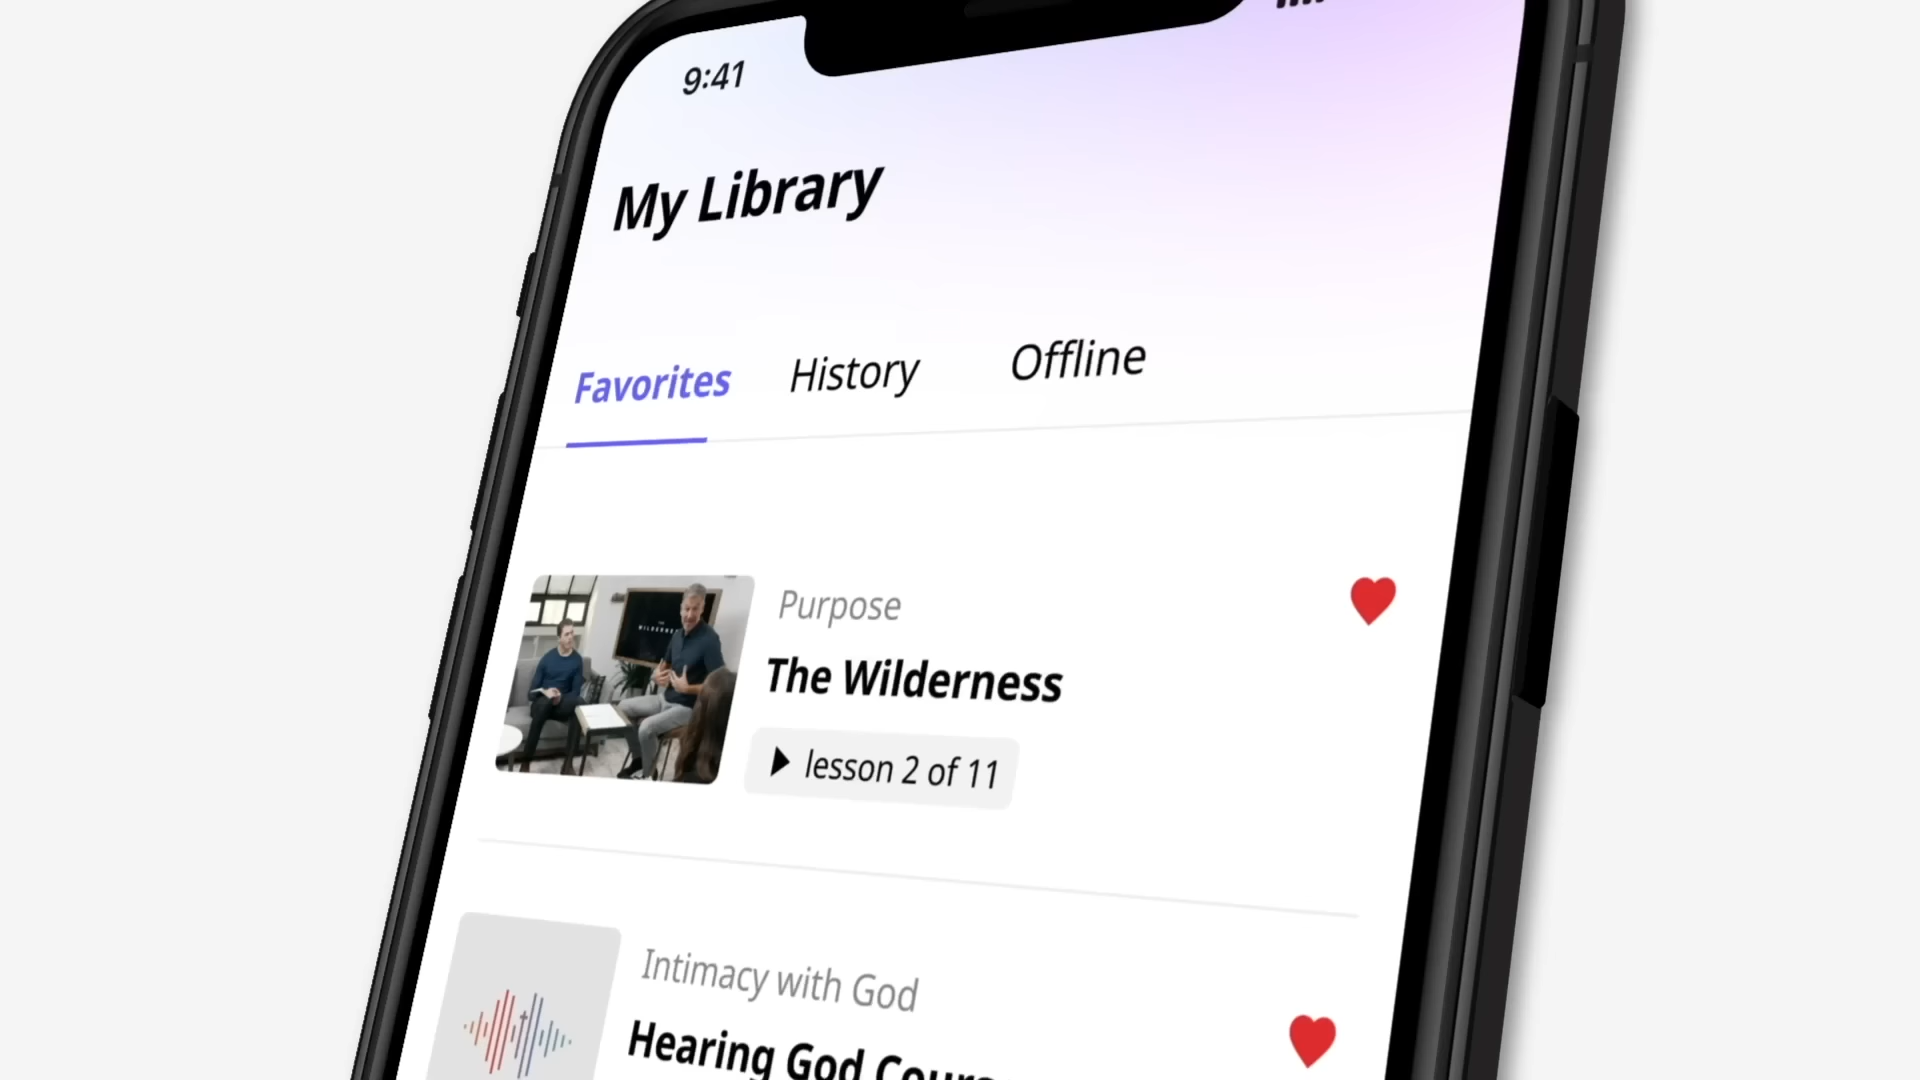 9:41
My Library
Favorites History Offline
Purpose
The Wilderness
lesson 2 of 11
Intimacy with God
Hearing God